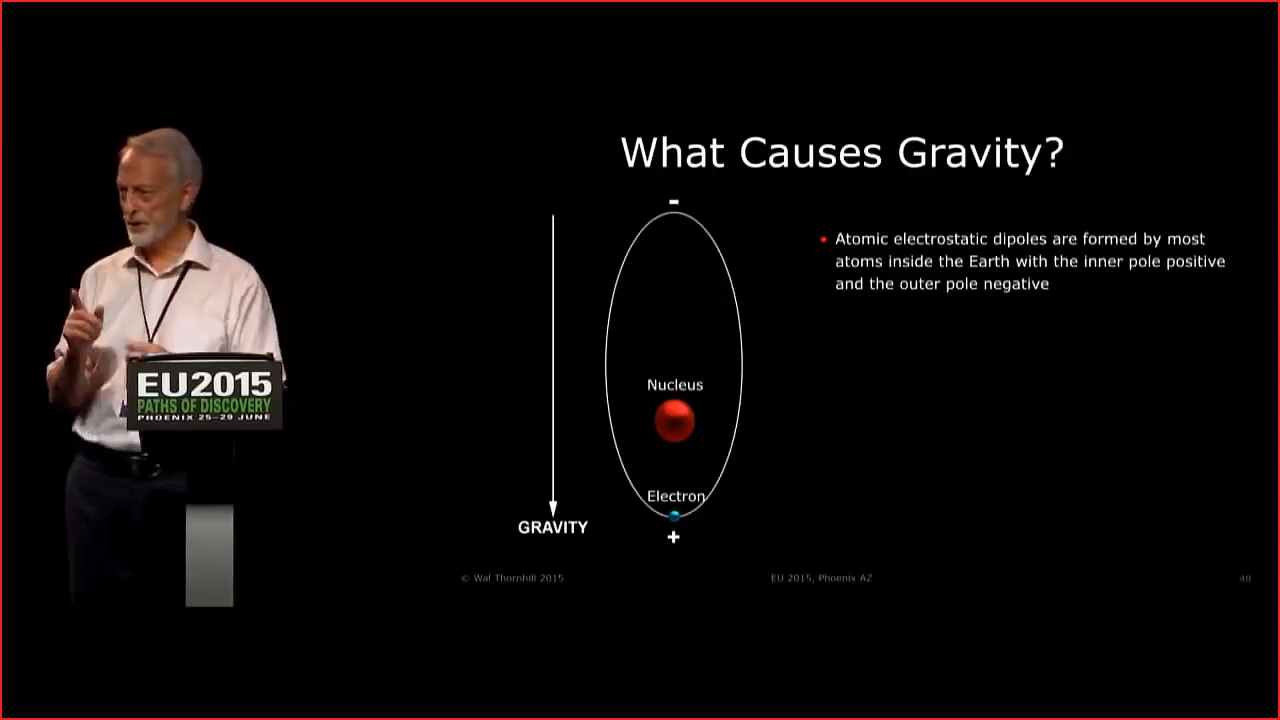 What Causes Gravity?
-
Atomic electrostatic dipoles are formed by most
atoms inside the Earth with the inner pole positive
and the outer pole negative
Nucleus
Electron
GRAVITY
+
EU2015
PATHS OF DISCOVERY
PHOENIX 25-29 JUNE
© Wal Thornhill 2015
EU 2015, Phoenix AZ